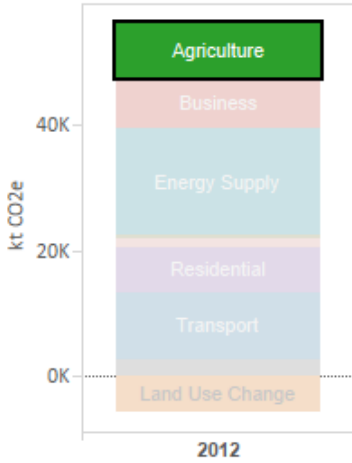 Agriculture
Business
40K
Energy Supply
kt CO2e
20K
Residential
Transport
0K
Land Use Change
2012